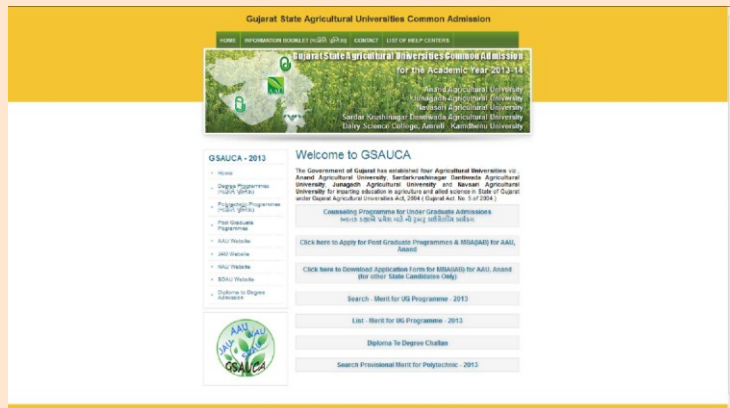 Gujarat State Agricultural Universities Common Admission
HOME INFORMATION BOOKLET (માહિતી પુસ્તિકા) CONTACT LIST OF HELP CENTERS
Gujarat State Agricultural Universities Common Admission
for the Academic Year 2013-14
Anand Agricultural University
Junagadh Agricultural University
Navasari Agricultural University
Sardar Krushinagar Dantiwada Agricultural University
Dairy Science College, Amreli - Kamdhenu University
AAU
GSAUCA - 2013
Home
Degree Programmes
Polytechnic Programmes
Post Graduate
Programmes
AAU Website
JAU Website
NAU Website
SDAU Website
Diploma to Degree
Admission
AAU
NAU
JAU
GSAUCA
Welcome to GSAUCA
The Government of Gujarat has established four Agricultural Universities viz.,
Anand Agricultural University, Sardarkrushinagar Dantiwada Agricultural
University, Junagadh Agricultural University and Navsari Agricultural
University for imparting education in agriculture and allied science in State of Gujarat
under Gujarat Agricultural Universities Act, 2004 ( Gujarat Act. No. 5 of 2004 )
Counseling Programme for Under Graduate Admissions
Click here to Apply for Post Graduate Programmes & MBA(IAB) for AAU,
Anand
Click here to Download Application Form for MBA(IAB) for AAU, Anand
(for other State Candidates Only)
Search - Merit for UG Programme - 2013
List - Merit for UG Programme - 2013
Diploma To Degree Challan
Search Provisional Merit for Polytechnic - 2013